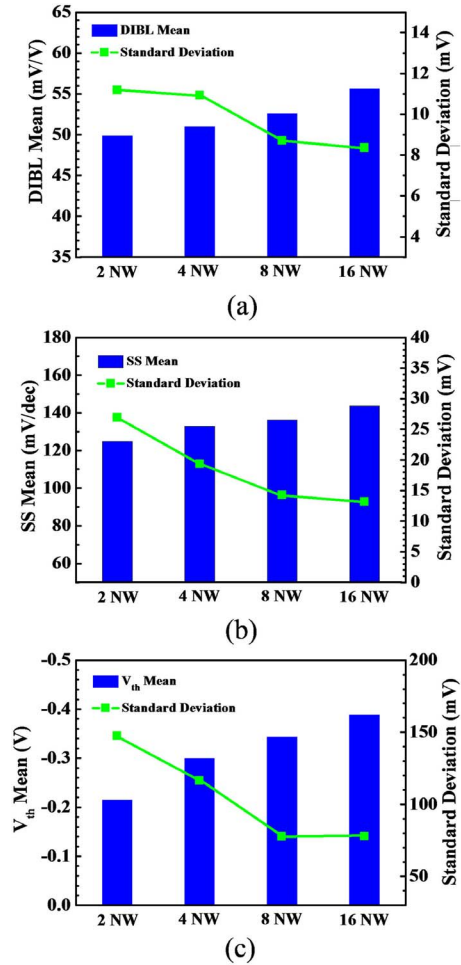 65
60
55
50
45
40
35
DIBL Mean (mV/V)
DIBL Mean
Standard Deviation
14
12
10
8
6
4
Standard Deviation (mV)
2 NW 4 NW 8 NW 16 NW
(a)
180
160
140
120
100
80
60
SS Mean (mV/dec)
SS Mean
Standard Deviation
40
35
30
25
20
15
10
5
0
Standard Deviation (mV)
2 NW 4 NW 8 NW 16 NW
(b)
-0.5
-0.4
-0.3
-0.2
-0.1
0.0
Vth Mean (V)
Vth Mean
Standard Deviation
200
150
100
50
Standard Deviation (mV)
2 NW 4 NW 8 NW 16 NW
(c)